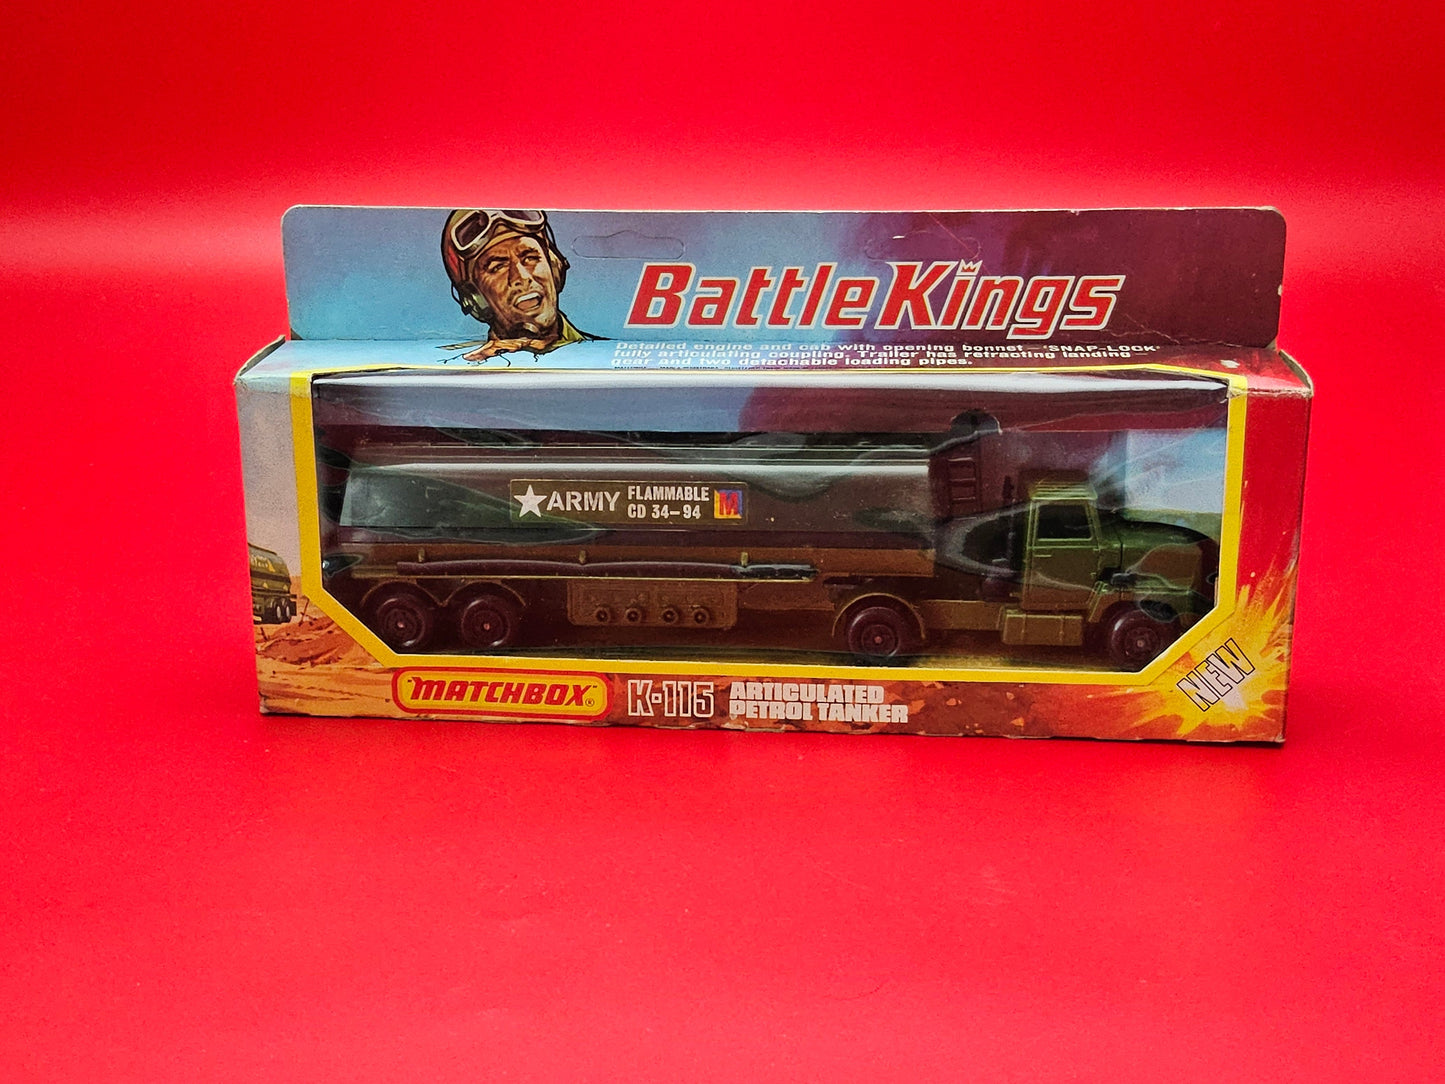 BattleKings
Detailed engine and cab with opening bonnet – 'SNAP-LOCK'
fully articulating coupling. Trailer has retracting landing
gear and two detachable loading pipes.
★ARMY FLAMMABLE
CD 34-94
M
"MATCHBOX"®
K-115 ARTICULATED
PETROL TANKER
NEW